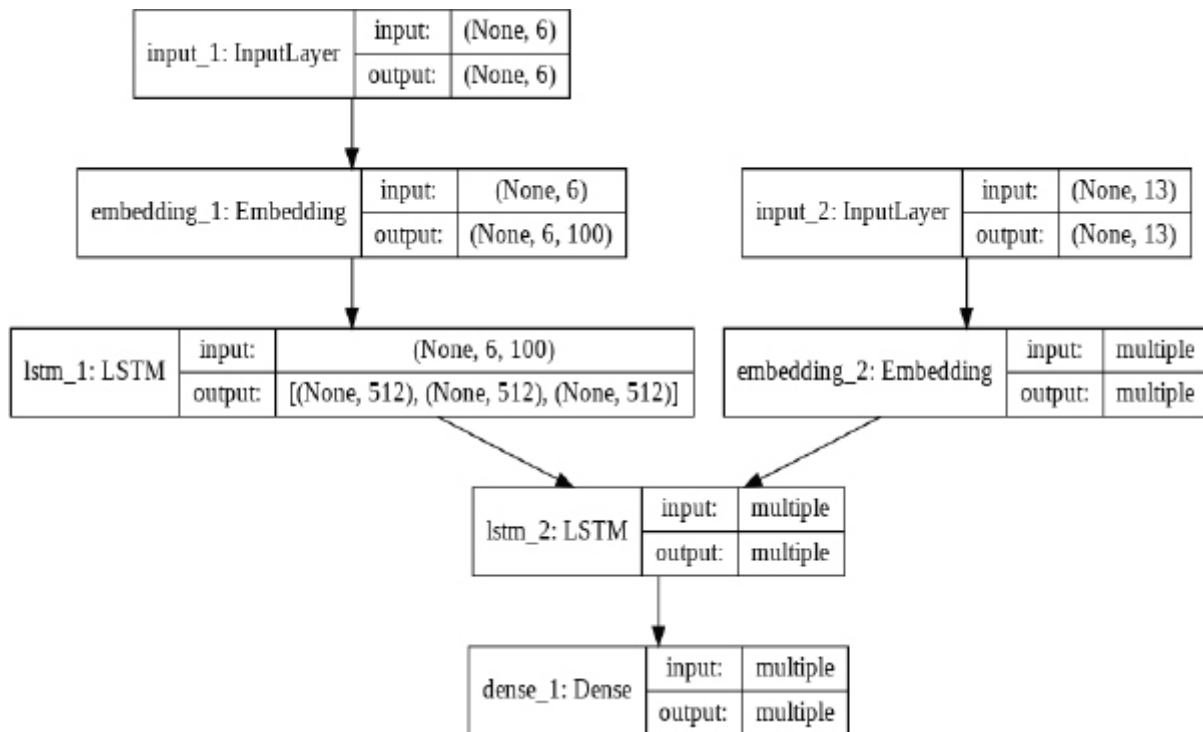 input_1: InputLayer
input: (None, 6)
output: (None, 6)
embedding_1: Embedding
input: (None, 6)
output: (None, 6, 100)
input_2: InputLayer
input: (None, 13)
output: (None, 13)
lstm_1: LSTM
input: (None, 6, 100)
output: [(None, 512), (None, 512), (None, 512)]
embedding_2: Embedding
input: multiple
output: multiple
lstm_2: LSTM
input: multiple
output: multiple
dense_1: Dense
input: multiple
output: multiple